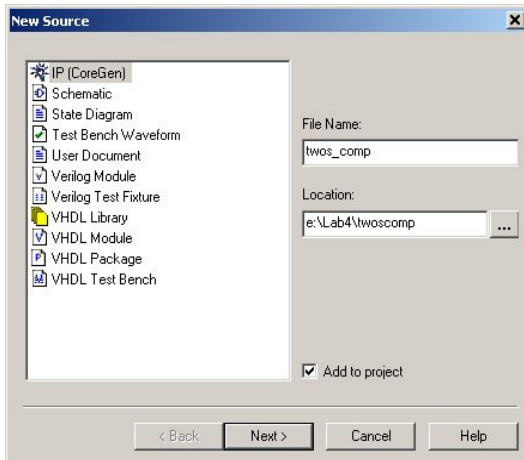 New Source
IP (CoreGen)
Schematic
State Diagram
Test Bench Waveform
User Document
Verilog Module
Verilog Test Fixture
VHDL Library
VHDL Module
VHDL Package
VHDL Test Bench
File Name:
twos_comp
Location:
e:\Lab4\twoscomp
...
Add to project
< Back
Next >
Cancel
Help